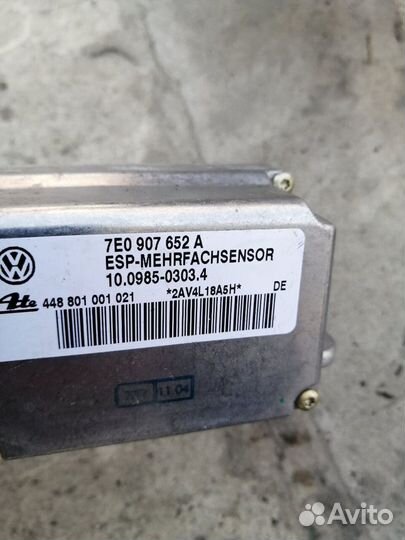 7E0 907 652 A
ESP-MEHRFACHSENSOR
10.0985-0303.4
Ate 448 801 001 021 *2AV4L18A5H* DE
11 04
Avito